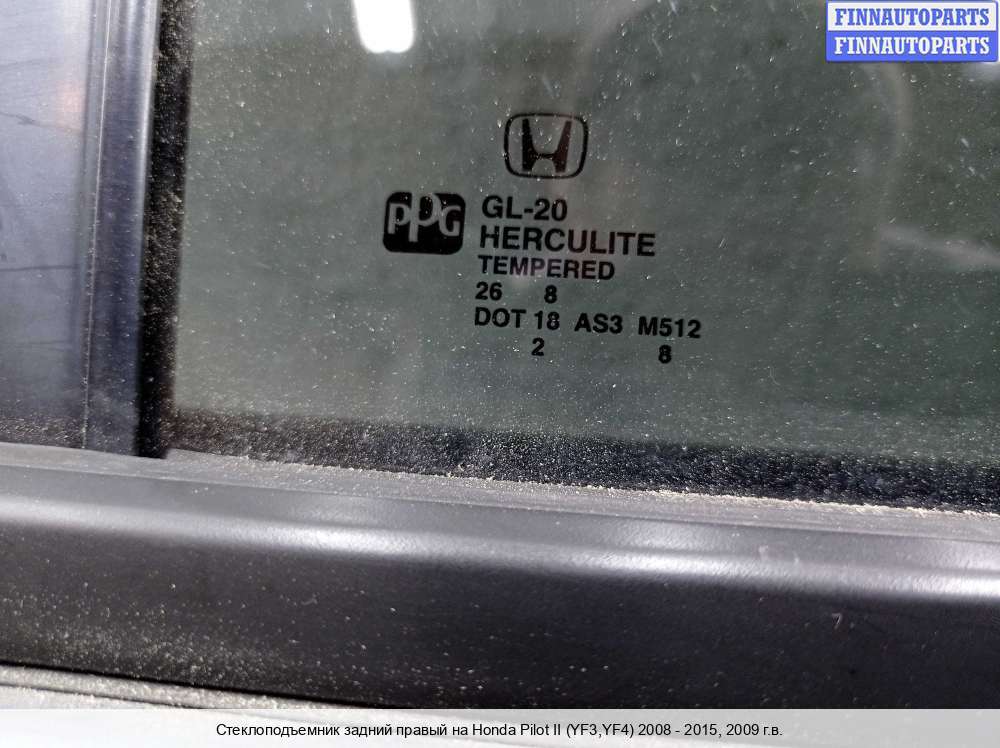 FINNAUTOPARTS
FINNAUTOPARTS
PPG
GL-20
HERCULITE
TEMPERED
26 8
DOT 18 AS3 M512
2 8
Стеклоподъемник задний правый на Honda Pilot II (YF3,YF4) 2008 - 2015, 2009 г.в.